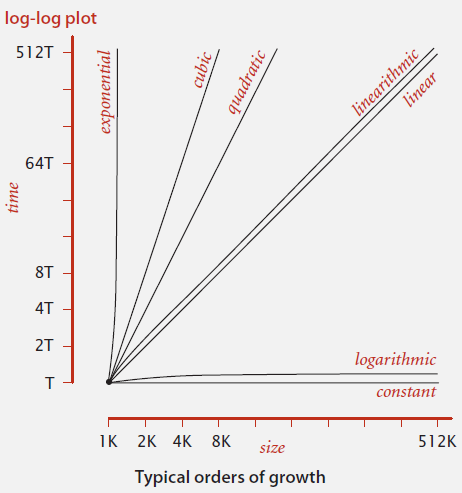 log-log plot
512T
64T
8T
4T
2T
T
time
exponential
cubic
quadratic
linearithmic
linear
logarithmic
constant
1K 2K 4K 8K 512K
size
Typical orders of growth